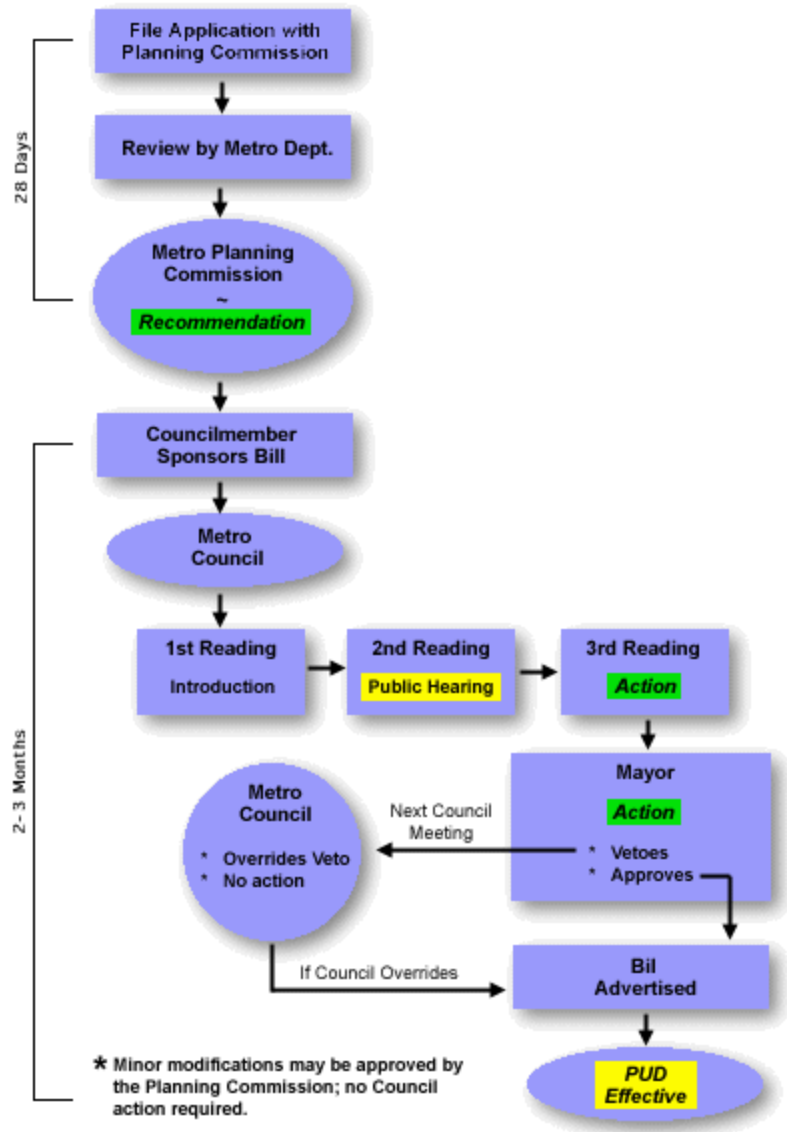 File Application with
Planning Commission
28 Days
Review by Metro Dept.
Metro Planning
Commission
~
Recommendation
Councilmember
Sponsors Bill
Metro
Council
1st Reading
Introduction
2nd Reading
Public Hearing
3rd Reading
Action
2-3 Months
Mayor
Action
* Vetoes
* Approves
Next Council
Meeting
Metro
Council
* Overrides Veto
* No action
If Council Overrides
Bil
Advertised
PUD
Effective
* Minor modifications may be approved by
the Planning Commission; no Council
action required.